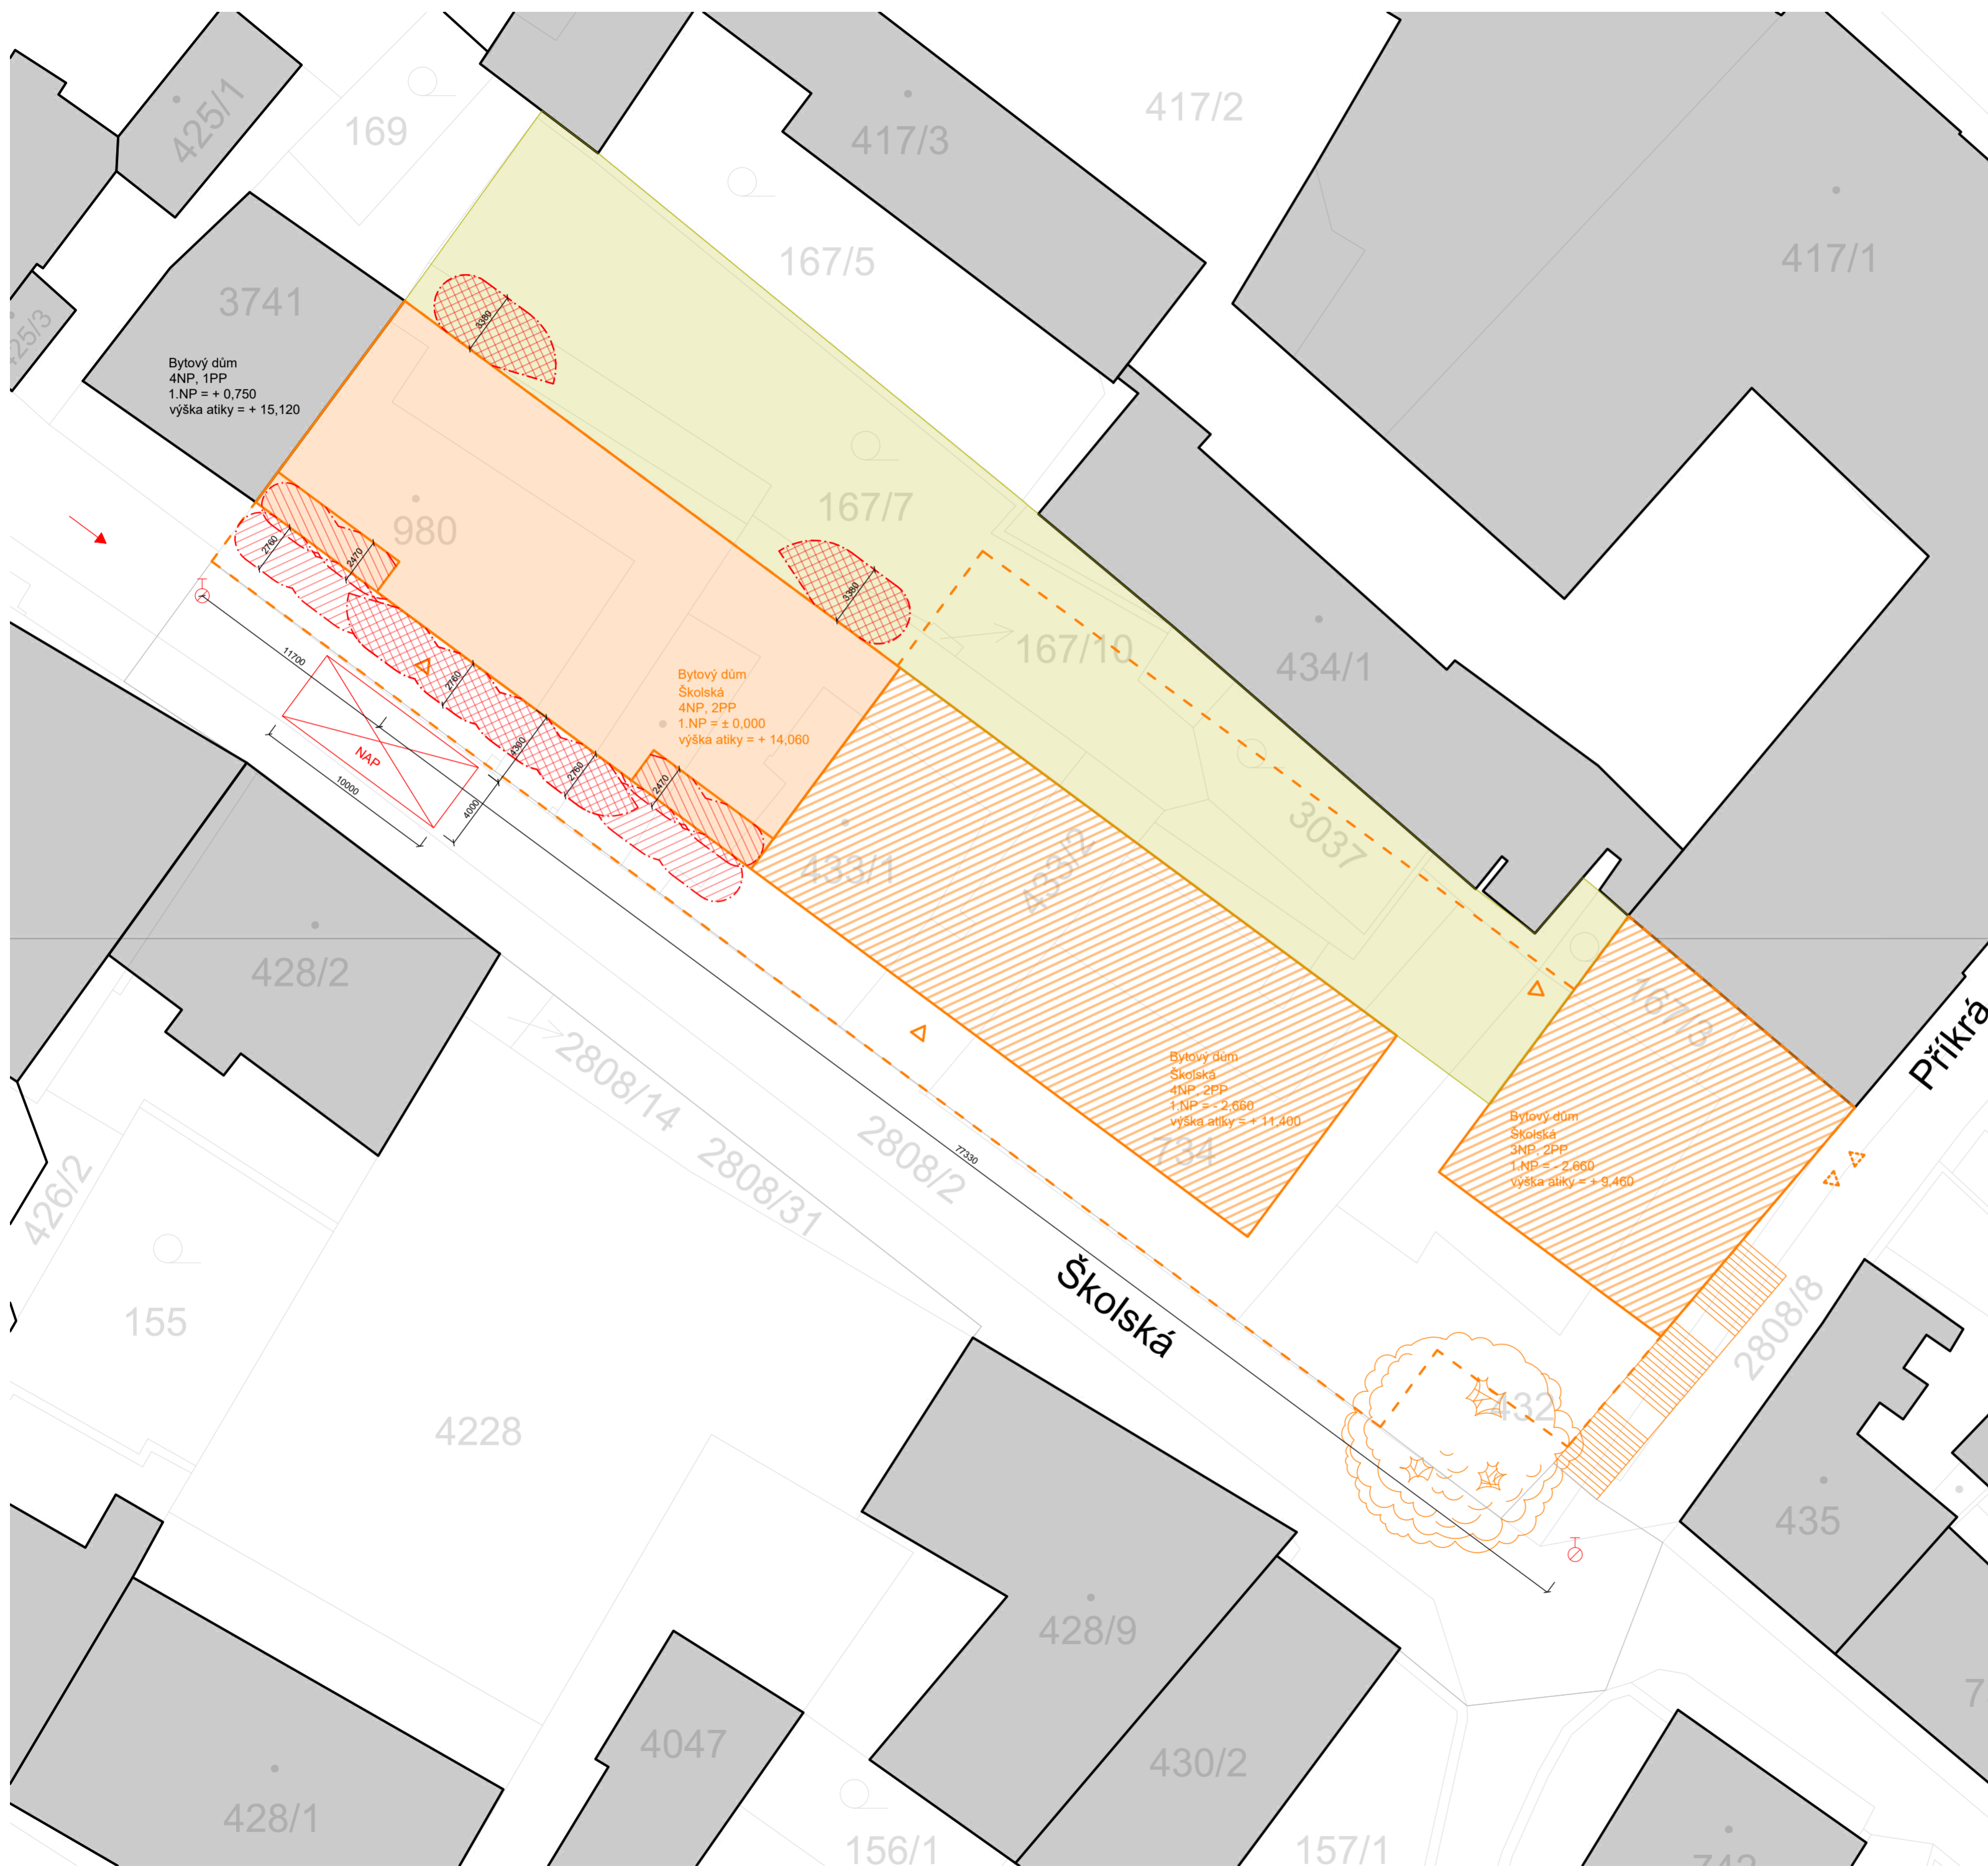 425/1
169
417/3
417/2
417/1
167/5
3741
425/3
Bytový dům
4NP, 1PP
1.NP = + 0,750
výška atiky = + 15,120
3380
980
167/7
2760
2470
3380
167/10
434/1
11700
2760
Bytový dům
Školská
4NP, 2PP
1.NP = ± 0,000
výška atiky = + 14,060
NAP
10000
4300
2760
2470
4000
433/1
433/2
3037
428/2
167/3
Příkrá
2808/14
2808/31
2808/2
77330
Bytový dům
Školská
4NP, 2PP
1.NP = - 2,660
výška atiky = + 11,400
734
Bytový dům
Školská
3NP, 2PP
1.NP = - 2,660
výška atiky = + 9,460
426/2
155
Školská
2808/8
4228
432
435
428/9
7
4047
430/2
428/1
156/1
157/1
742